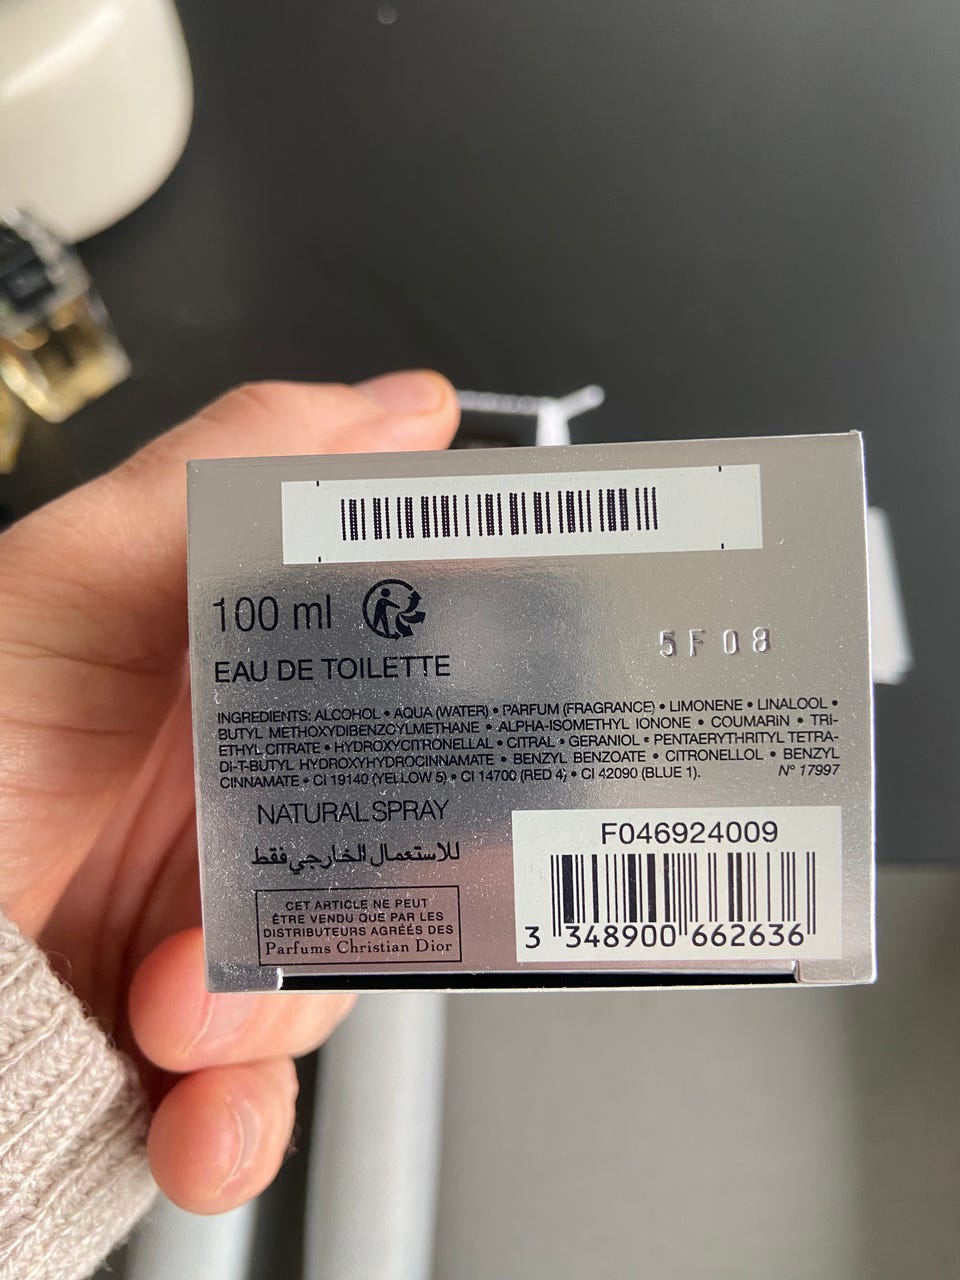 100 ml
5F08
EAU DE TOILETTE
INGREDIENTS: ALCOHOL • AQUA (WATER) • PARFUM (FRAGRANCE) • LIMONENE • LINALOOL •
BUTYL METHOXYDIBENZOYLMETHANE • ALPHA-ISOMETHYL IONONE • COUMARIN • TRI-
ETHYL CITRATE • HYDROXYCITRONELLAL • CITRAL • GERANIOL • PENTAERYTHRITYL TETRA-
DI-T-BUTYL HYDROXYHYDROCINNAMATE • BENZYL BENZOATE • CITRONELLOL • BENZYL
CINNAMATE • CI 19140 (YELLOW 5) • CI 14700 (RED 4) • CI 42090 (BLUE 1). N° 17997
NATURAL SPRAY
للاستعمال الخارجي فقط
CET ARTICLE NE PEUT
ÊTRE VENDU QUE PAR LES
DISTRIBUTEURS AGRÉÉS DES
Parfums Christian Dior
F046924009
3 348900 662636